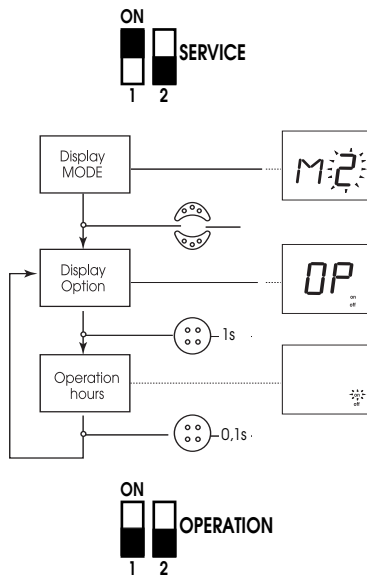 ON
SERVICE
1 2
Display
MODE
M2
Display
Option
OP
on
off
1s
Operation
hours
on
off
0,1s
ON
OPERATION
1 2